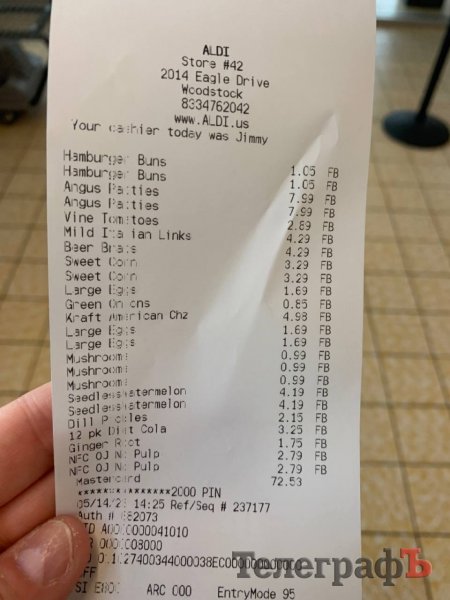 ALDI
Store #42
2014 Eagle Drive
Woodstock
8334762042
www.ALDI.us
Your cashier today was Jimmy
Hamburger Buns 1.05 FB
Hamburger Buns 1.05 FB
Angus Patties 7.99 FB
Angus Patties 7.99 FB
Vine Tomatoes 2.89 FB
Mild Italian Links 4.29 FB
Beer Brats 4.29 FB
Sweet Corn 3.29 FB
Sweet Corn 3.29 FB
Large Eggs 1.69 FB
Green Onions 0.85 FB
Kraft American Chz 4.98 FB
Large Eggs 1.69 FB
Large Eggs 1.69 FB
Mushrooms 0.99 FB
Mushrooms 0.99 FB
Mushrooms 0.99 FB
Seedlesswatermelon 4.19 FB
Seedlesswatermelon 4.19 FB
Dill Pickles 2.15 FB
12 pk Diet Cola 3.25 FB
Ginger Root 1.75 FB
NFC OJ No Pulp 2.79 FB
NFC OJ No Pulp 2.79 FB
Mastercard 72.53
****************2000 PIN
14:25 Ref/Seq # 237177
Auth #
ARC 000 EntryMode 95
ТелеграфЪ